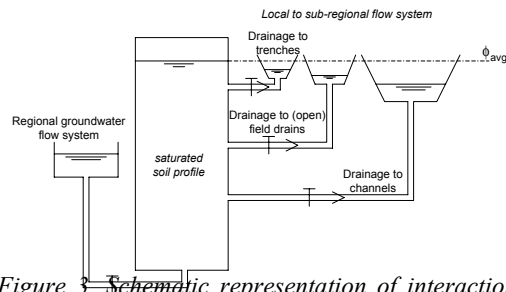 Local to sub-regional flow system
Drainage to
trenches
ϕavg
Regional groundwater
flow system
Drainage to (open)
field drains
saturated
soil profile
Drainage to
channels
Figure 3 Schematic representation of interaction